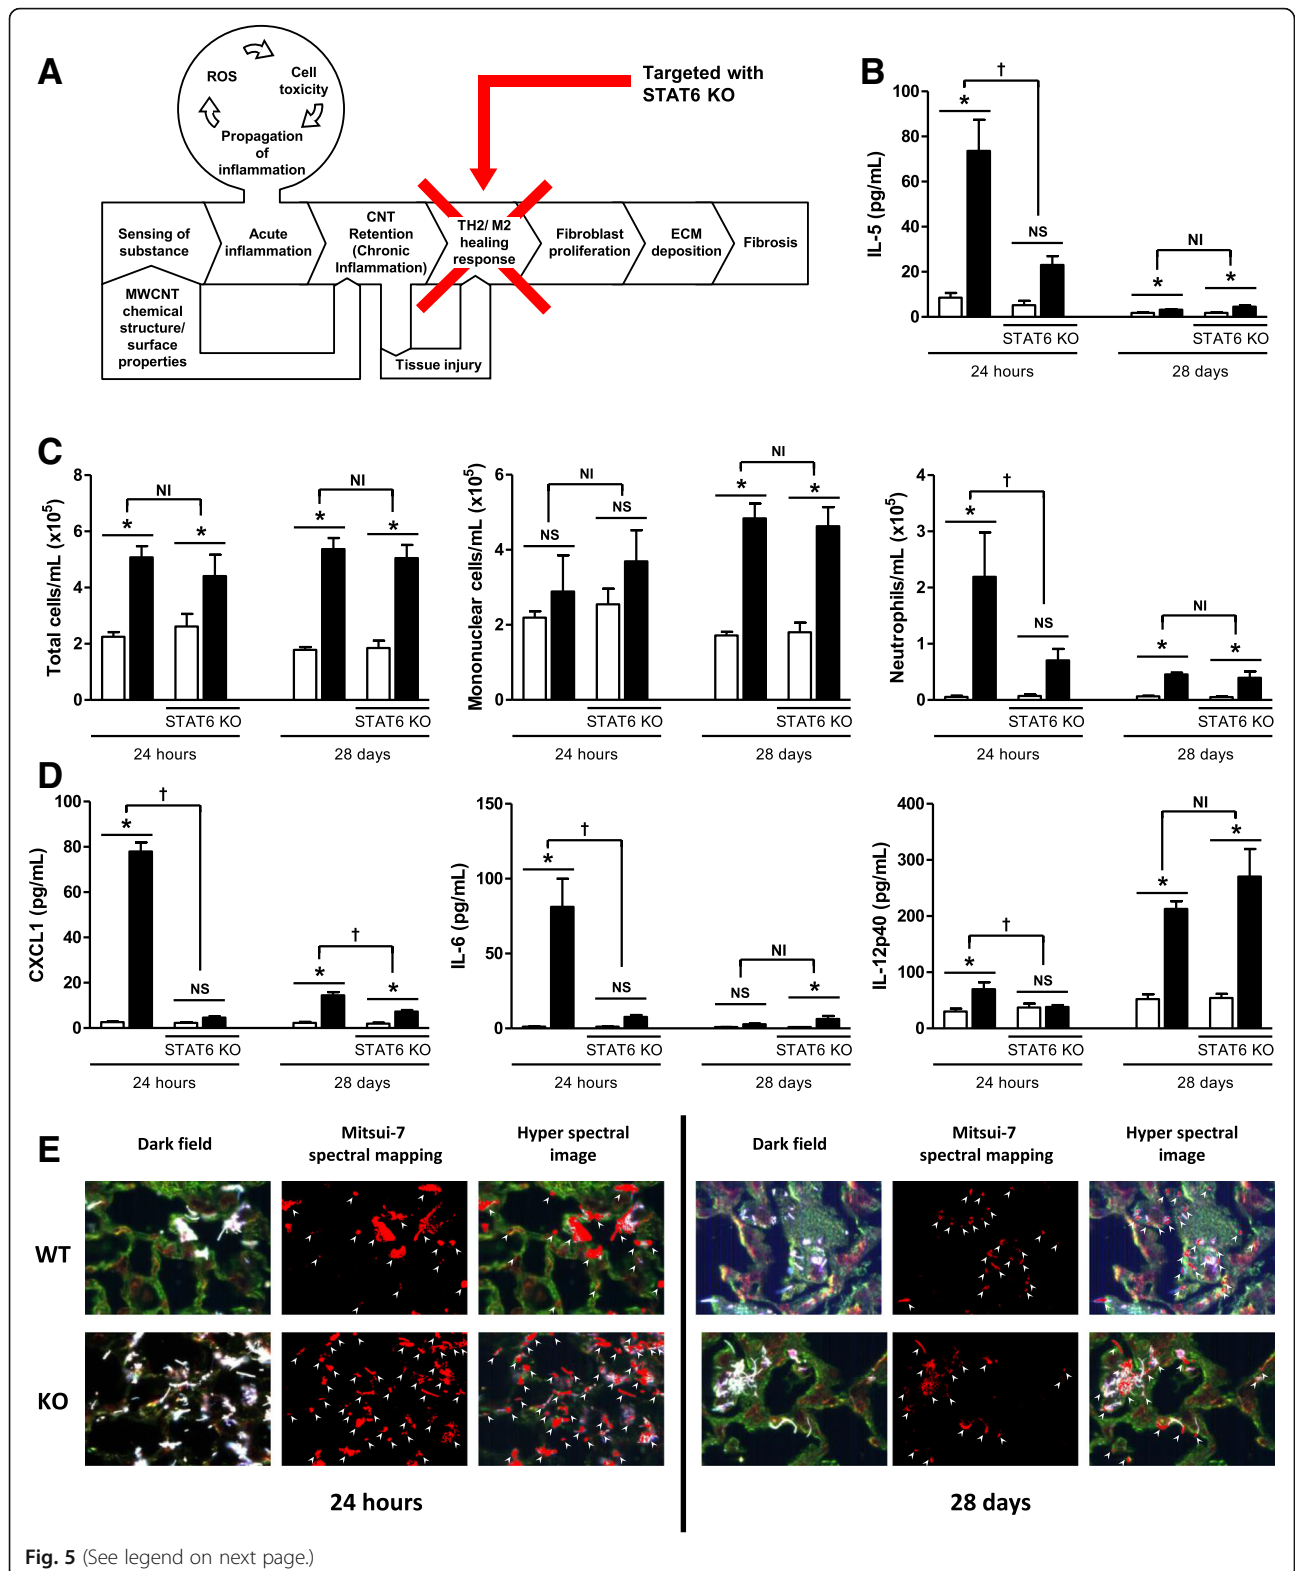 A
ROS
Cell
toxicity
Propagation
of
inflammation
Targeted with
STAT6 KO
Sensing of
substance
Acute
inflammation
CNT
Retention
(Chronic
Inflammation)
TH2/ M2
healing
response
Fibroblast
proliferation
ECM
deposition
Fibrosis
MWCNT
chemical
structure/
surface
properties
Tissue injury
B
IL-5 (pg/mL)
100
80
60
40
20
0
*
†
NS
*
NI
*
STAT6 KO
STAT6 KO
24 hours
28 days
C
Total cells/mL (x10⁵)
8
6
4
2
0
*
NI
*
*
NI
*
STAT6 KO
STAT6 KO
24 hours
28 days
Mononuclear cells/mL (x10⁵)
6
4
2
0
NS
NI
NS
*
NI
*
STAT6 KO
STAT6 KO
24 hours
28 days
Neutrophils/mL (x10⁵)
4
3
2
1
0
*
†
NS
*
NI
*
STAT6 KO
STAT6 KO
24 hours
28 days
D
CXCL1 (pg/mL)
100
80
60
40
20
0
*
†
NS
*
†
*
STAT6 KO
STAT6 KO
24 hours
28 days
IL-6 (pg/mL)
150
100
50
0
*
†
NS
NS
NI
*
STAT6 KO
STAT6 KO
24 hours
28 days
IL-12p40 (pg/mL)
400
300
200
100
0
*
†
NS
*
NI
*
STAT6 KO
STAT6 KO
24 hours
28 days
E
Dark field
Mitsui-7
spectral mapping
Hyper spectral
image
Dark field
Mitsui-7
spectral mapping
Hyper spectral
image
WT
KO
24 hours
28 days
Fig. 5 (See legend on next page.)